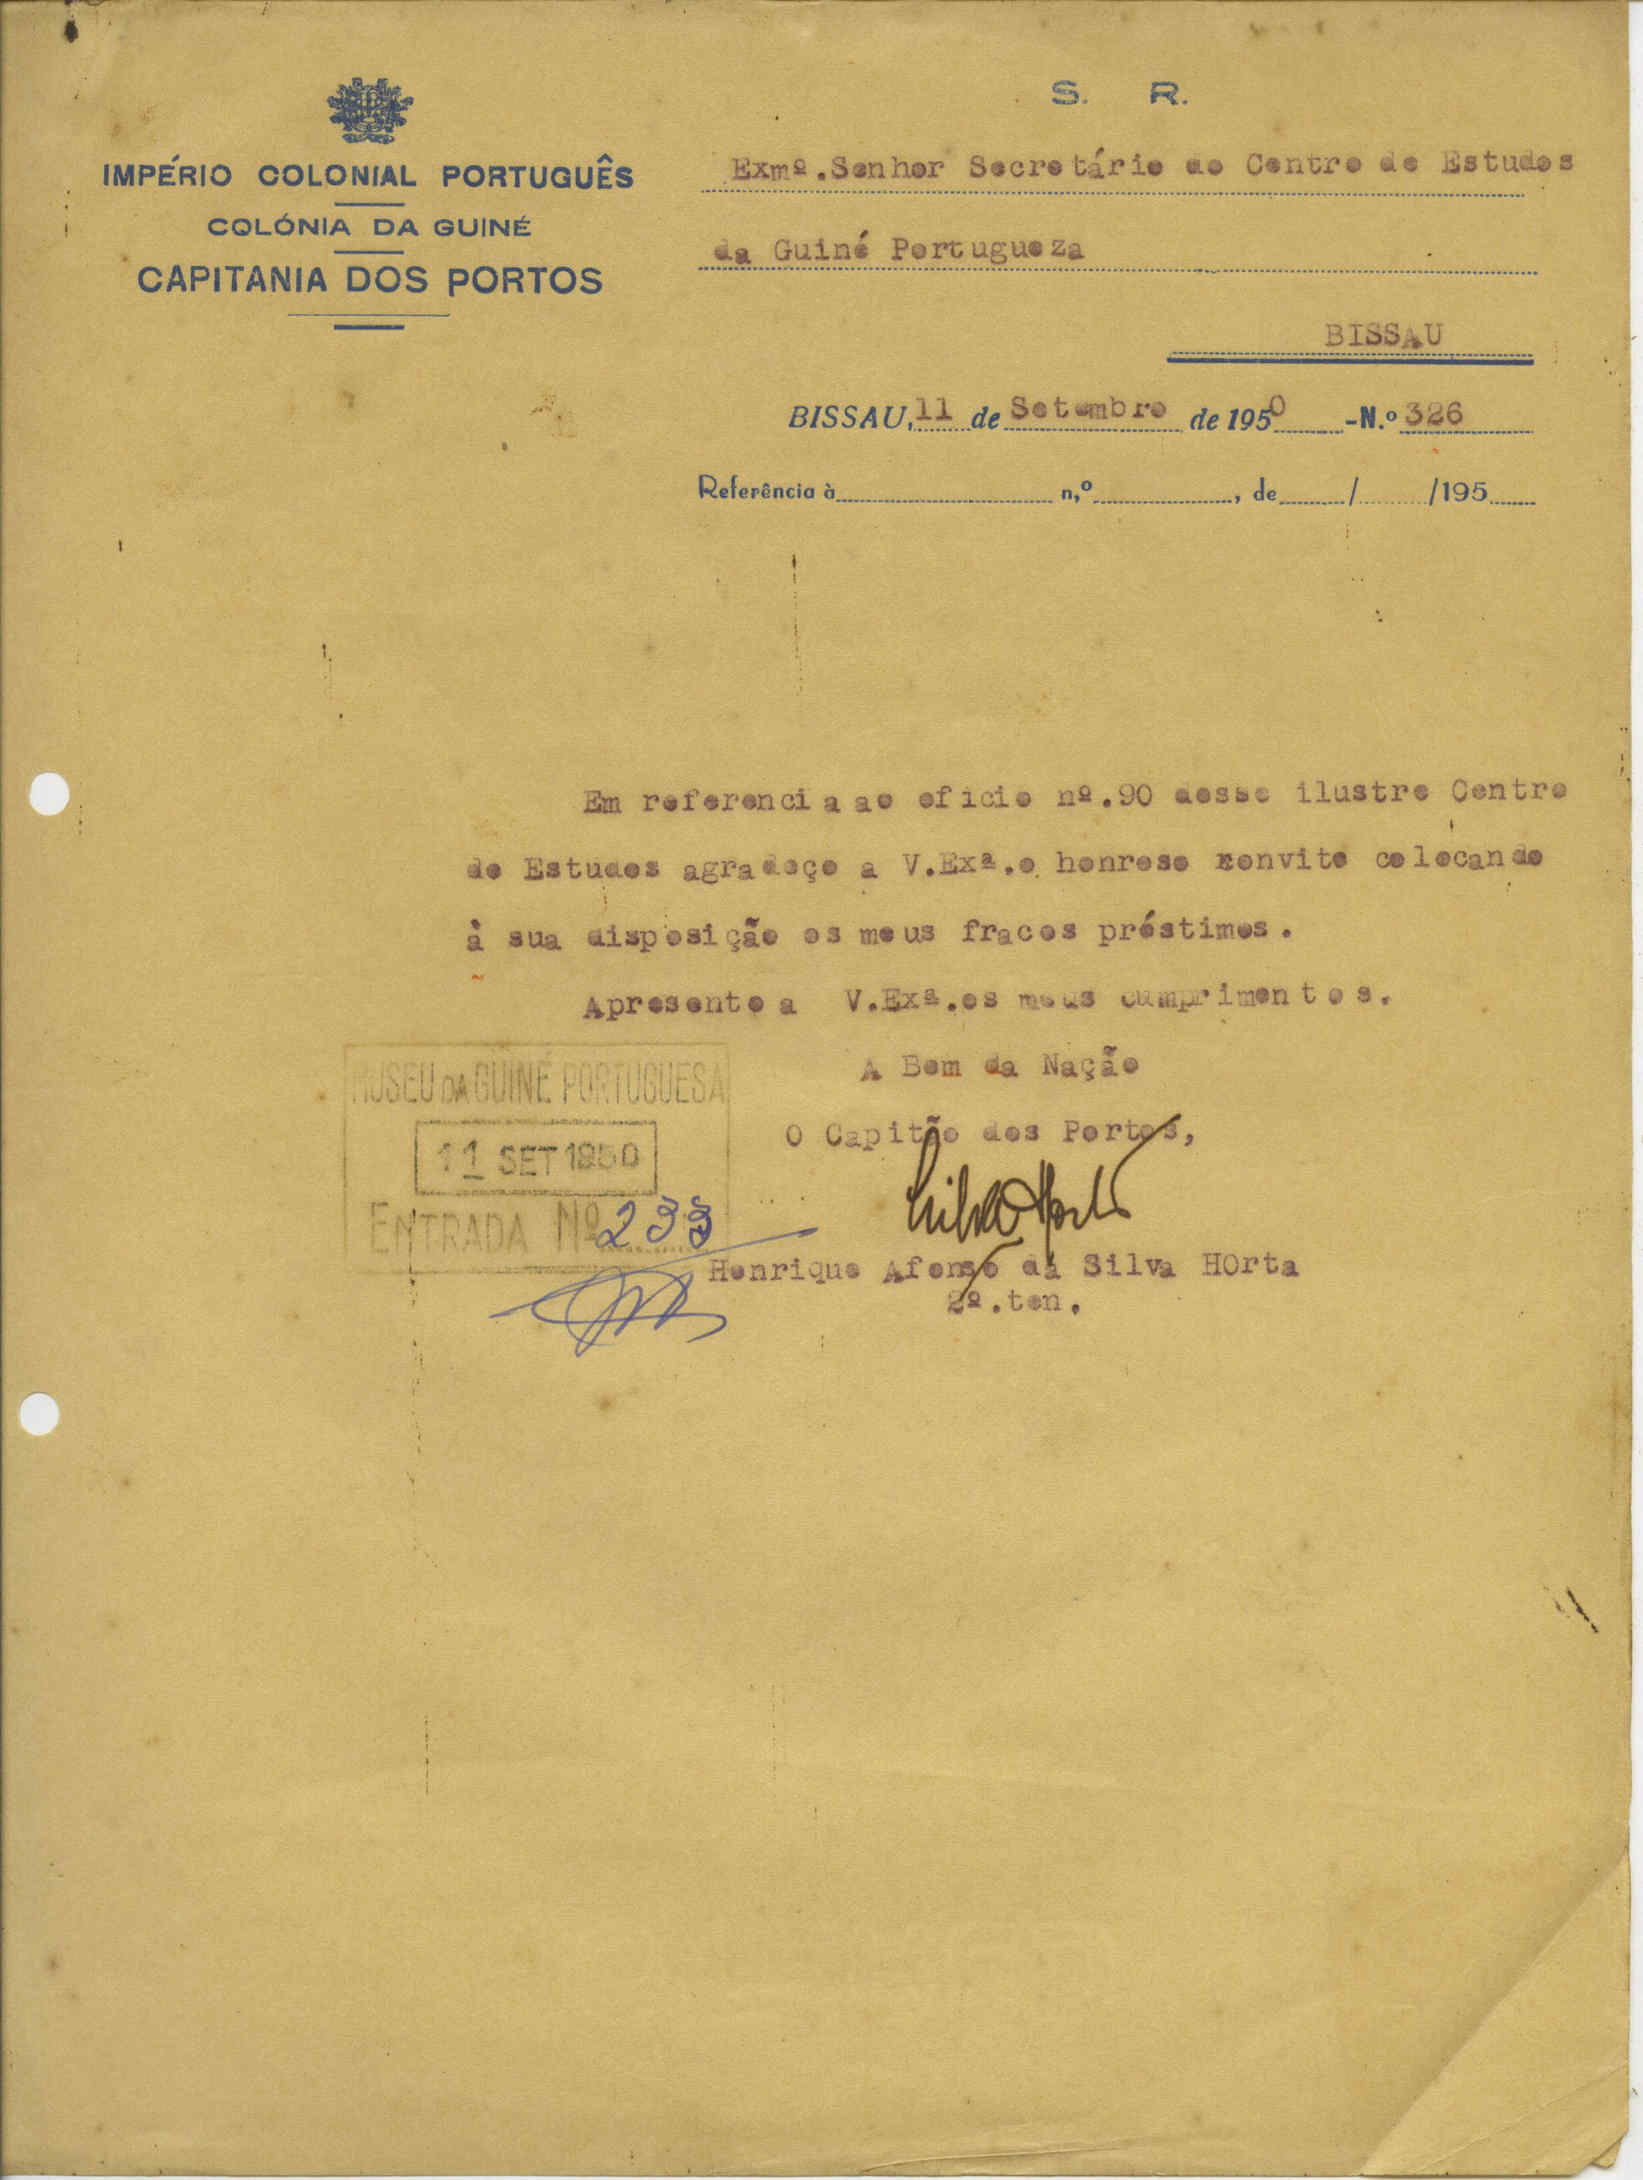 S. R.
IMPÉRIO COLONIAL PORTUGUÊS
COLÓNIA DA GUINÉ
CAPITANIA DOS PORTOS
Exmº.Senhor Secretário do Centro de Estudos
da Guiné Portugueza
BISSAU
BISSAU, 11 de Setembro de 1950 -N.º 326
Referência à n,º , de / /195
Em referencia ao oficio nº.90 desse ilustre Centro
de Estudos agradeço a V.Exª.o honroso convite colocando
à sua disposição os meus fracos préstimos.
Apresento a V.Exª.os meus cumprimentos.
A Bem da Nação
O Capitão dos Portos,
Silva Horta
Henrique Afonso da Silva HOrta
2º.ten.
MUSEU DA GUINÉ PORTUGUESA
11 SET 1950
ENTRADA Nº 233